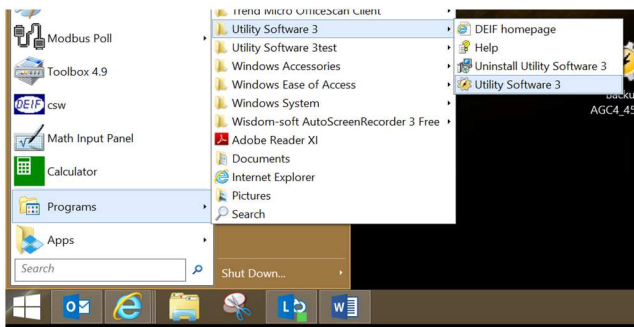 Trend Micro OfficeScan Client
Utility Software 3
Utility Software 3test
Windows Accessories
Windows Ease of Access
Windows System
Wisdom-soft AutoScreenRecorder 3 Free
Adobe Reader XI
Documents
Internet Explorer
Pictures
Search
DEIF homepage
Help
Uninstall Utility Software 3
Utility Software 3
backu
AGC4_45
Modbus Poll
Toolbox 4.9
DEIF csw
Math Input Panel
Calculator
Programs
Apps
Search
Shut Down...